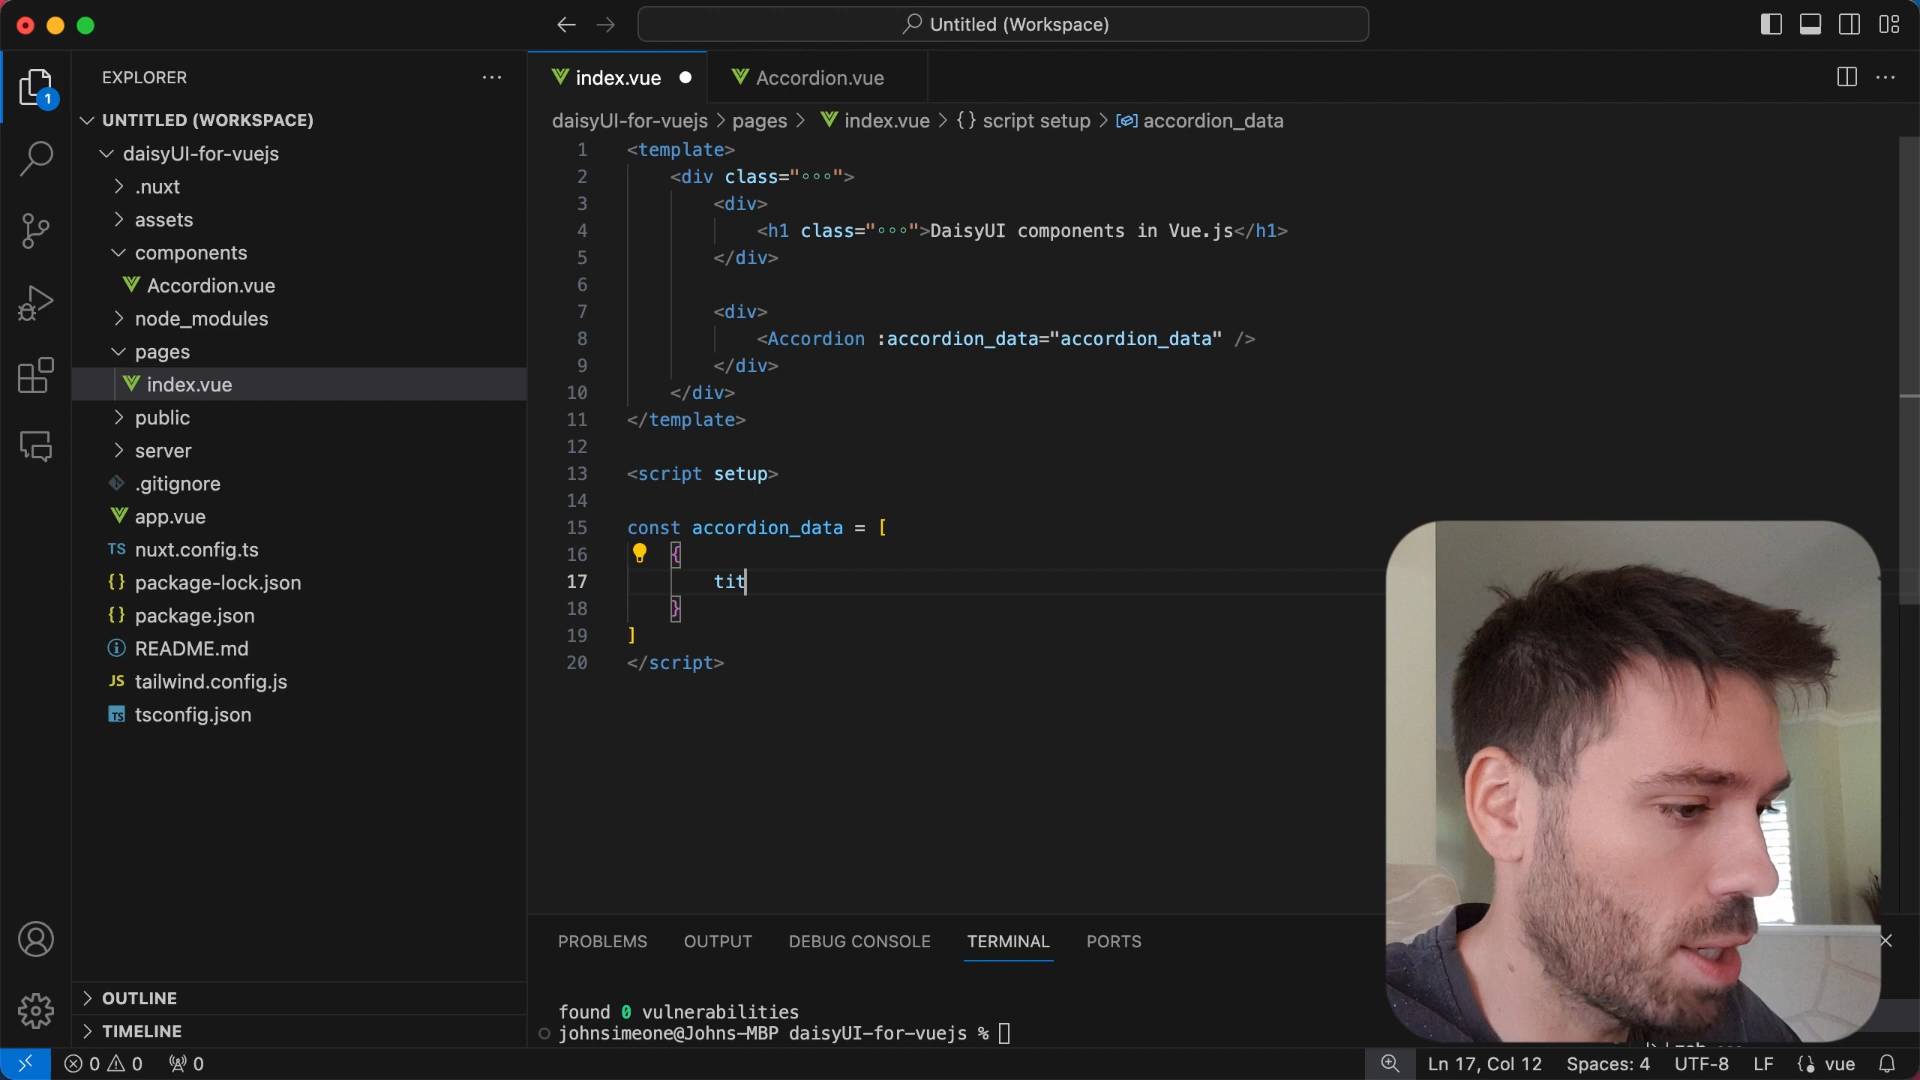 Untitled (Workspace)
EXPLORER
1
index.vue
Accordion.vue
UNTITLED (WORKSPACE)
daisyUI-for-vuejs
.nuxt
assets
components
Accordion.vue
node_modules
pages
index.vue
public
server
.gitignore
app.vue
TS nuxt.config.ts
{} package-lock.json
{} package.json
README.md
JS tailwind.config.js
TS tsconfig.json
OUTLINE
TIMELINE
daisyUI-for-vuejs > pages > index.vue > {} script setup > accordion_data
1 <template>
2 <div class="∘∘∘">
3 <div>
4 <h1 class="∘∘∘">DaisyUI components in Vue.js</h1>
5 </div>
6
7 <div>
8 <Accordion :accordion_data="accordion_data" />
9 </div>
10 </div>
11 </template>
12
13 <script setup>
14
15 const accordion_data = [
16 {
17 tit
18 }
19 ]
20 </script>
PROBLEMS OUTPUT DEBUG CONSOLE TERMINAL PORTS
found 0 vulnerabilities
johnsimeone@Johns-MBP daisyUI-for-vuejs %
0 0 0
Ln 17, Col 12 Spaces: 4 UTF-8 LF vue